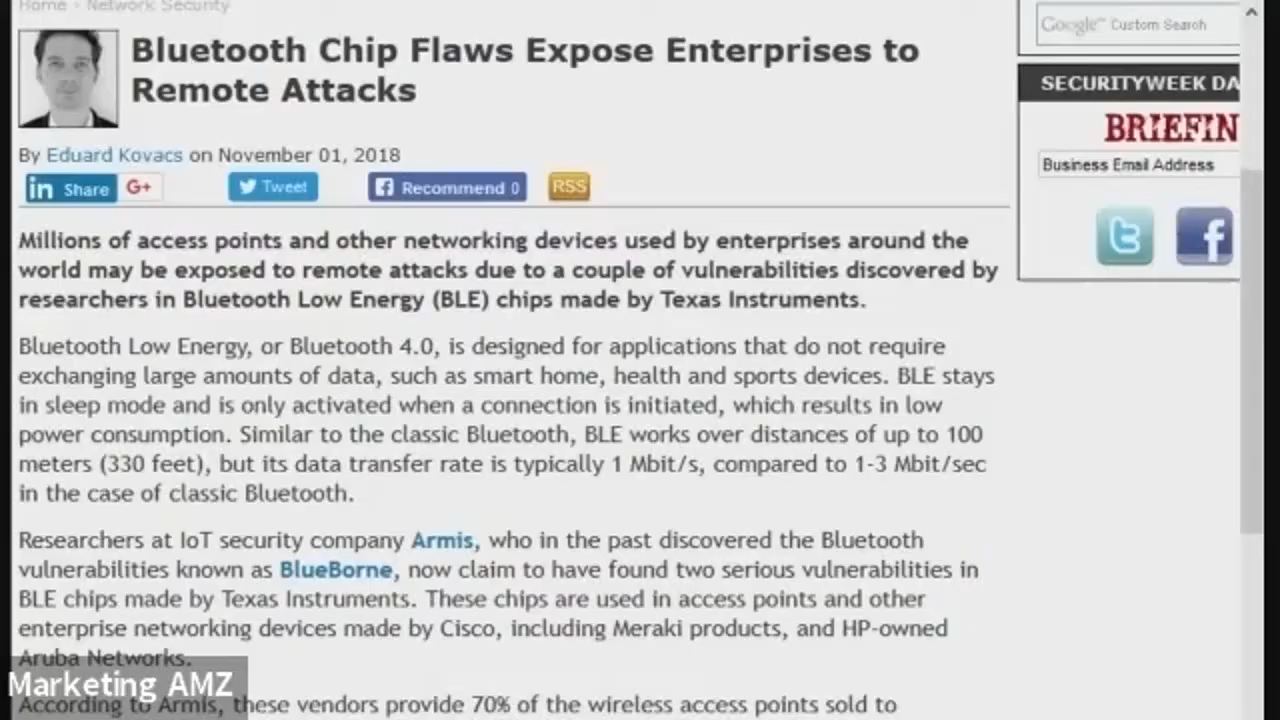 Home › Network Security
Bluetooth Chip Flaws Expose Enterprises to
Remote Attacks
By Eduard Kovacs on November 01, 2018
in Share G+ Tweet f Recommend 0 RSS
Millions of access points and other networking devices used by enterprises around the
world may be exposed to remote attacks due to a couple of vulnerabilities discovered by
researchers in Bluetooth Low Energy (BLE) chips made by Texas Instruments.
Bluetooth Low Energy, or Bluetooth 4.0, is designed for applications that do not require
exchanging large amounts of data, such as smart home, health and sports devices. BLE stays
in sleep mode and is only activated when a connection is initiated, which results in low
power consumption. Similar to the classic Bluetooth, BLE works over distances of up to 100
meters (330 feet), but its data transfer rate is typically 1 Mbit/s, compared to 1-3 Mbit/sec
in the case of classic Bluetooth.
Researchers at IoT security company Armis, who in the past discovered the Bluetooth
vulnerabilities known as BlueBorne, now claim to have found two serious vulnerabilities in
BLE chips made by Texas Instruments. These chips are used in access points and other
enterprise networking devices made by Cisco, including Meraki products, and HP-owned
Aruba Networks.
According to Armis, these vendors provide 70% of the wireless access points sold to
Marketing AMZ
Google™ Custom Search
SECURITYWEEK DA
BRIEFIN
Business Email Address